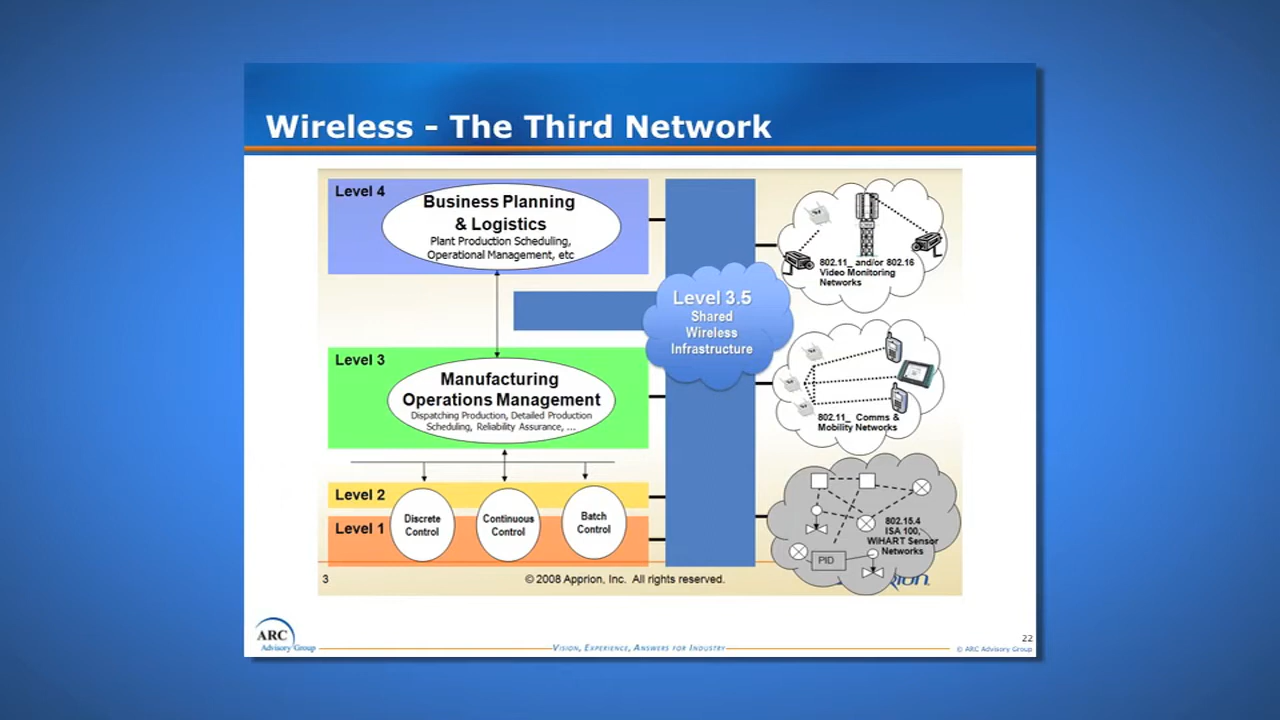 Wireless - The Third Network
Level 4
Business Planning
& Logistics
Plant Production Scheduling,
Operational Management, etc
Level 3.5
Shared
Wireless
Infrastructure
802.11_ and/or 802.16
Video Monitoring
Networks
Level 3
Manufacturing
Operations Management
Dispatching Production, Detailed Production
Scheduling, Reliability Assurance, ...
802.11_ Comms &
Mobility Networks
Level 2
Level 1
Discrete
Control
Continuous
Control
Batch
Control
802.15.4
ISA 100,
WiHART Sensor
Networks
PID
3
© 2008 Apprion, Inc. All rights reserved.
22
ARC
Advisory Group
Vision, Experience, Answers for Industry
© ARC Advisory Group